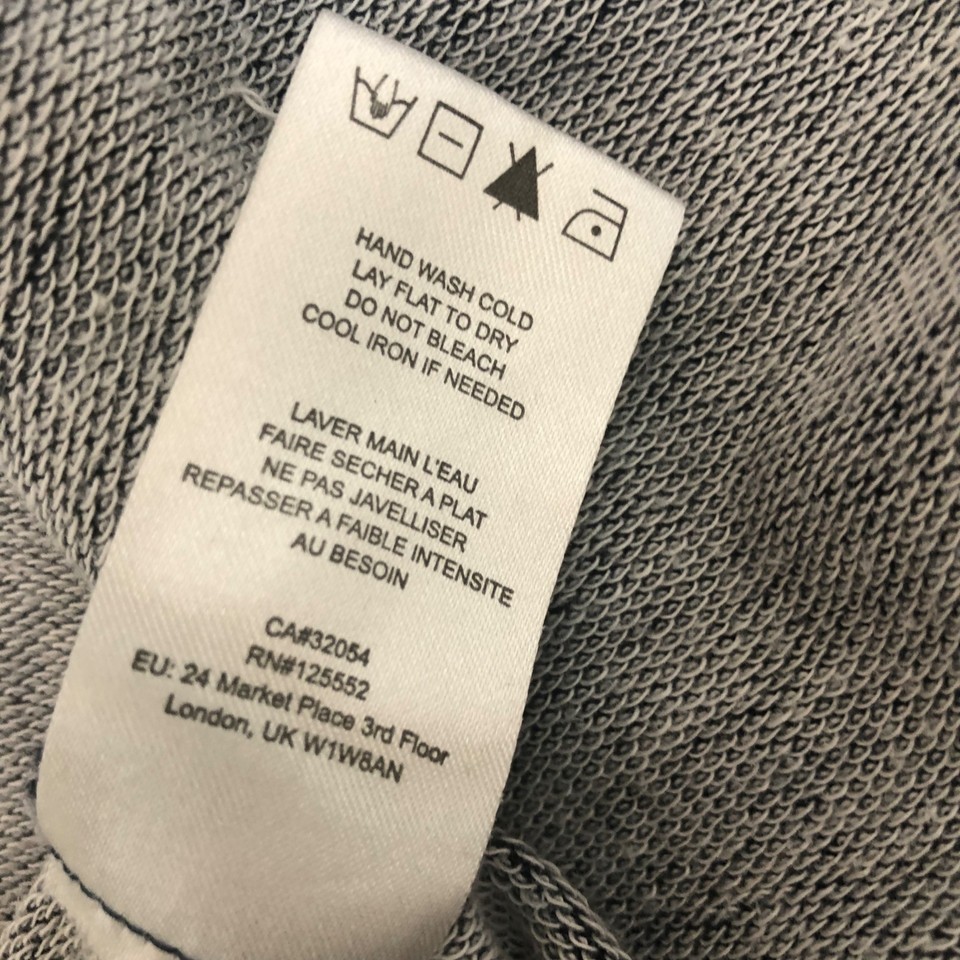 HAND WASH COLD
LAY FLAT TO DRY
DO NOT BLEACH
COOL IRON IF NEEDED
LAVER MAIN L'EAU
FAIRE SECHER A PLAT
NE PAS JAVELLISER
REPASSER A FAIBLE INTENSITE
AU BESOIN
CA#32054
RN#125552
EU: 24 Market Place 3rd Floor
London, UK W1W8AN